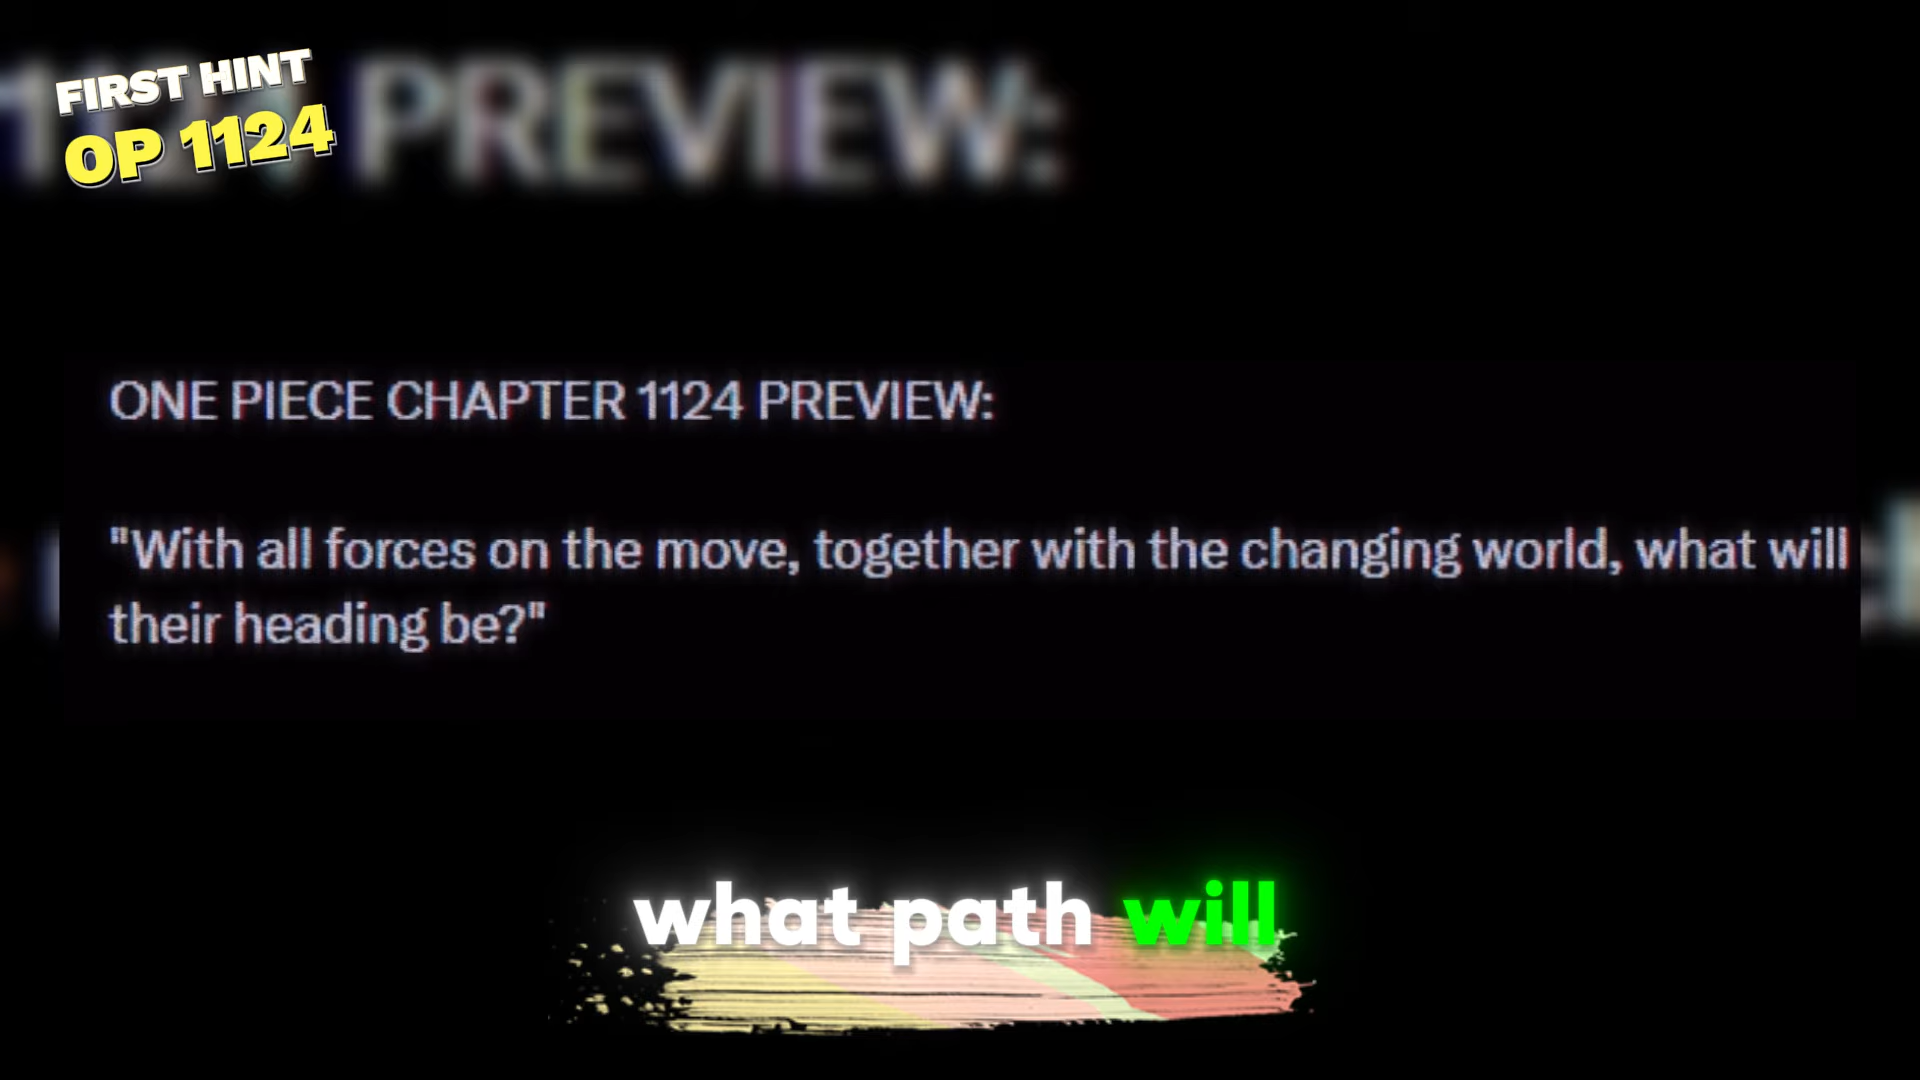 FIRST HINT
OP 1124
1124 PREVIEW:
ONE PIECE CHAPTER 1124 PREVIEW:
"With all forces on the move, together with the changing world, what will
their heading be?"
what path will